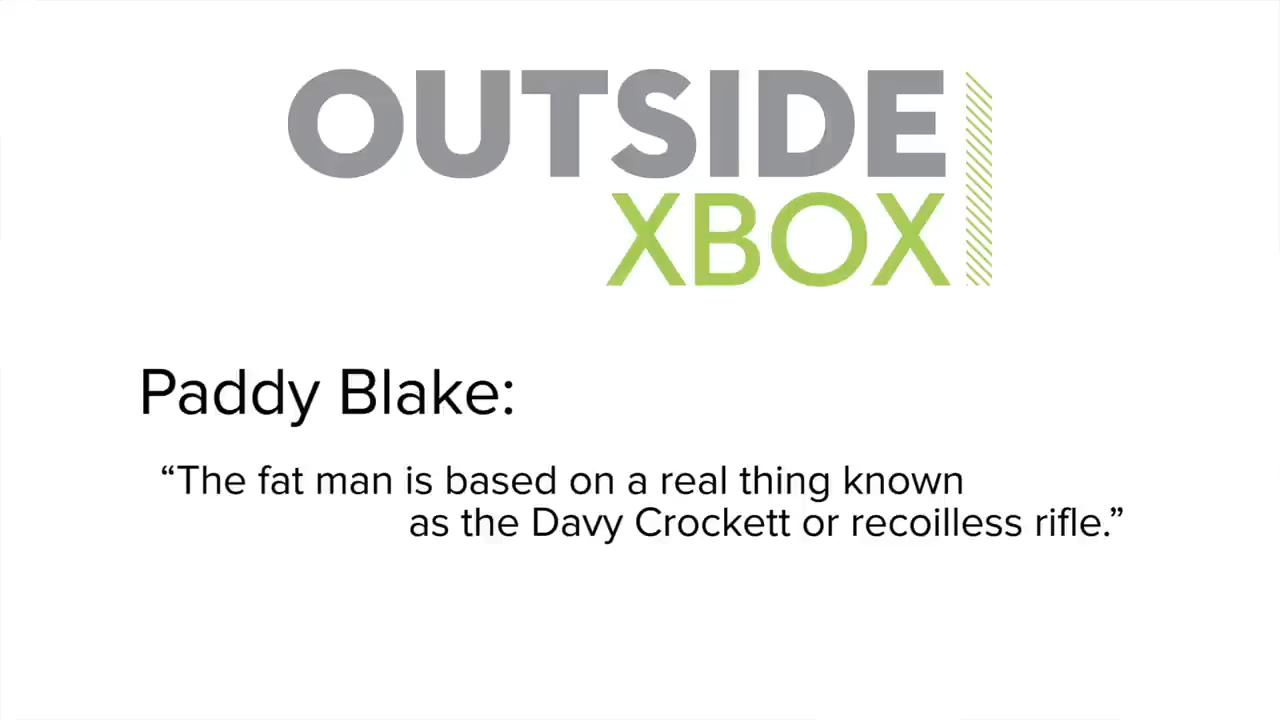 OUTSIDE
XBOX
Paddy Blake:
“The fat man is based on a real thing known
as the Davy Crockett or recoilless rifle.”